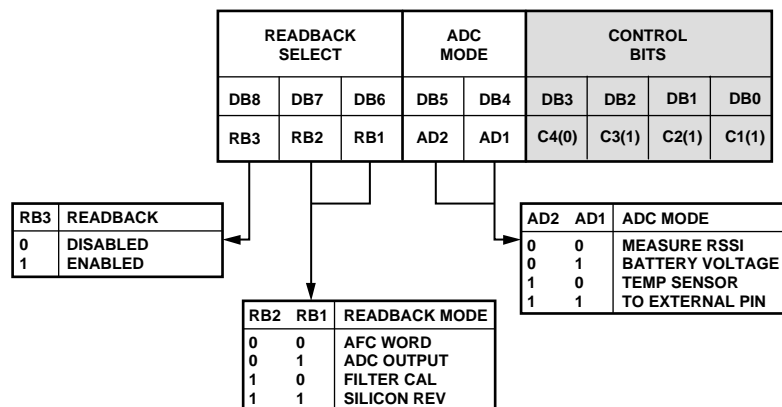 READBACK SELECT ADC MODE CONTROL BITS
DB8 DB7 DB6 DB5 DB4 DB3 DB2 DB1 DB0
RB3 RB2 RB1 AD2 AD1 C4(0) C3(1) C2(1) C1(1)
RB3 READBACK
0 DISABLED
1 ENABLED
AD2 AD1 ADC MODE
0 0 MEASURE RSSI
0 1 BATTERY VOLTAGE
1 0 TEMP SENSOR
1 1 TO EXTERNAL PIN
RB2 RB1 READBACK MODE
0 0 AFC WORD
0 1 ADC OUTPUT
1 0 FILTER CAL
1 1 SILICON REV